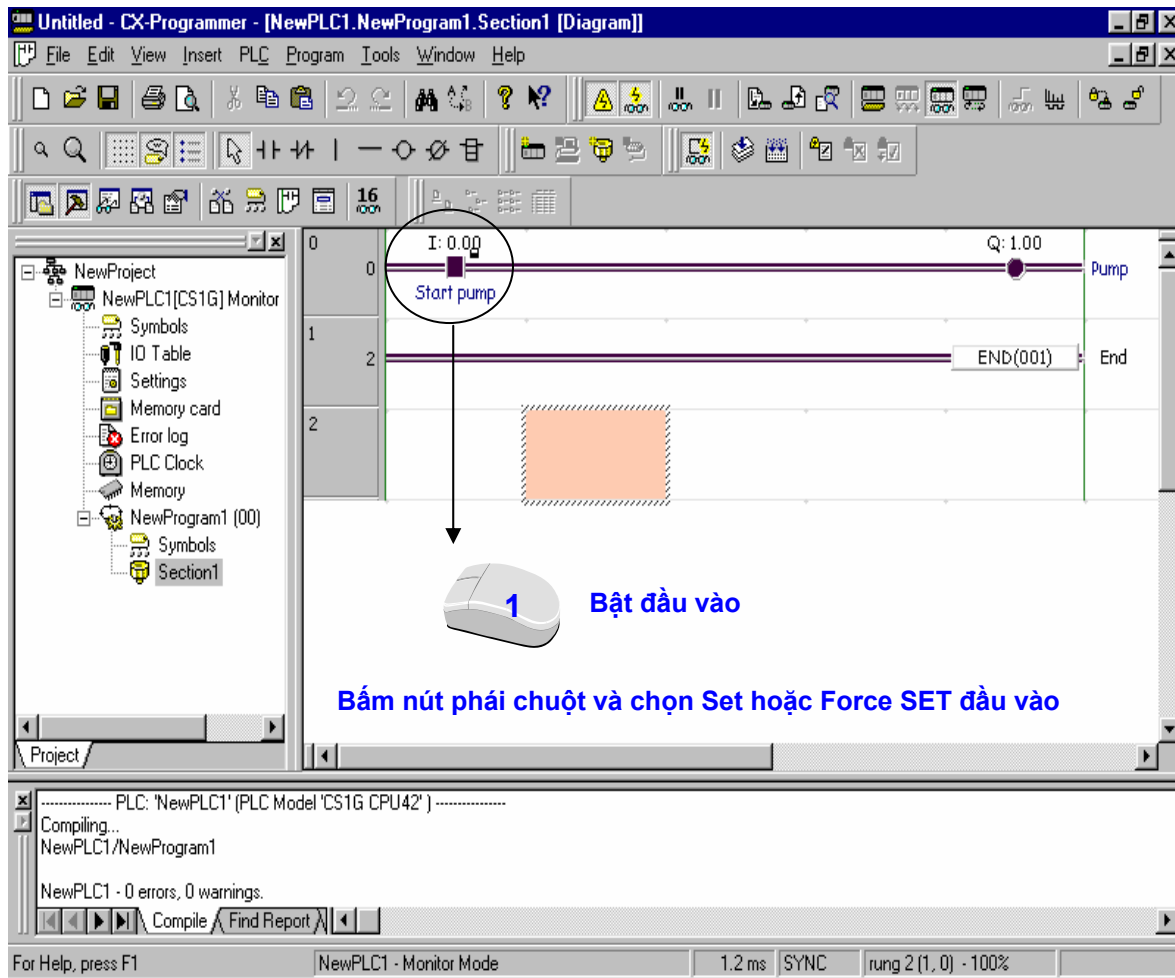 Untitled - CX-Programmer - [NewPLC1.NewProgram1.Section1 [Diagram]]
File Edit View Insert PLC Program Tools Window Help
16
NewProject
NewPLC1[CS1G] Monitor
Symbols
IO Table
Settings
Memory card
Error log
PLC Clock
Memory
NewProgram1 (00)
Symbols
Section1
Project
0
0
I: 0.00
Start pump
Q: 1.00
Pump
1
2
END(001)
End
2
1
Bật đầu vào
Bấm nút phái chuột và chọn Set hoặc Force SET đầu vào
---------------- PLC: 'NewPLC1' (PLC Model 'CS1G CPU42' ) ----------------
Compiling...
NewPLC1/NewProgram1
NewPLC1 - 0 errors, 0 warnings.
Compile Find Report
For Help, press F1 NewPLC1 - Monitor Mode 1.2 ms SYNC rung 2 (1, 0) - 100%